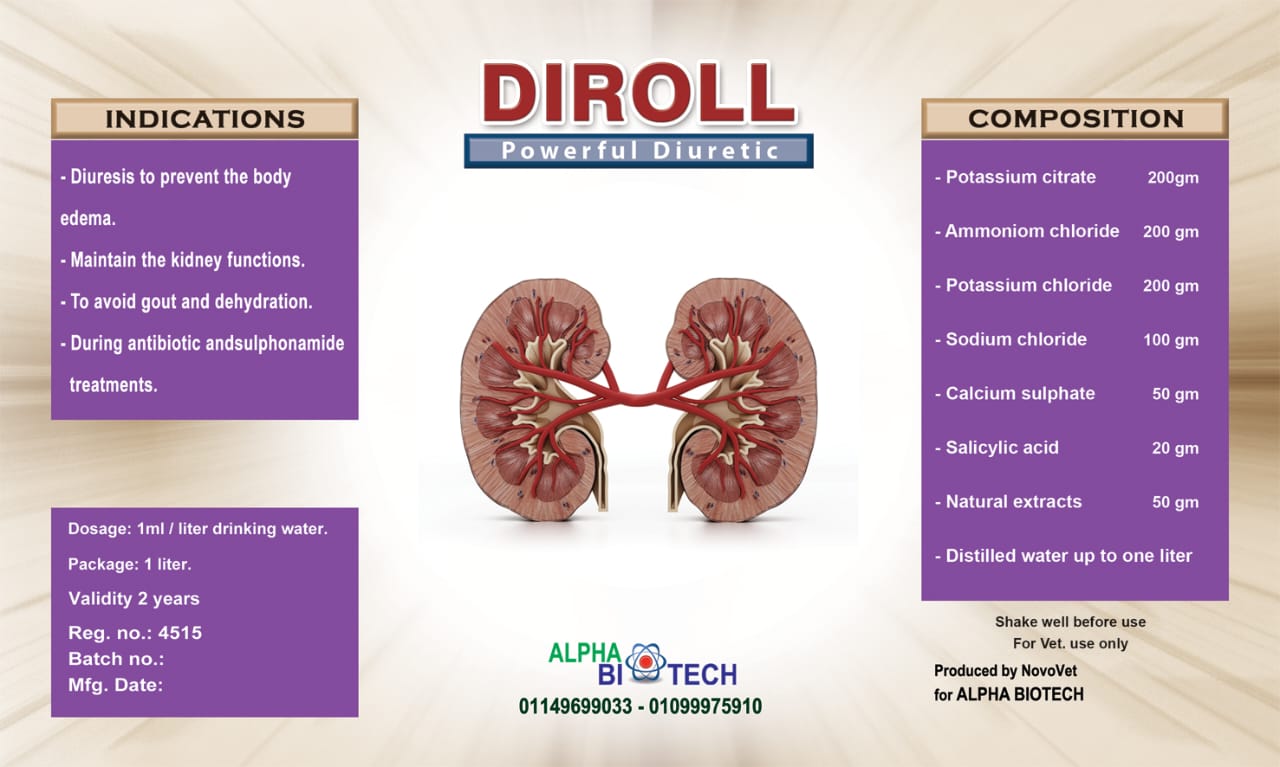 DIROLL
Powerful Diuretic
INDICATIONS
- Diuresis to prevent the body
edema.
- Maintain the kidney functions.
- To avoid gout and dehydration.
- During antibiotic andsulphonamide
treatments.
Dosage: 1ml / liter drinking water.
Package: 1 liter.
Validity 2 years
Reg. no.: 4515
Batch no.:
Mfg. Date:
ALPHA
BIOTECH
01149699033 - 01099975910
COMPOSITION
- Potassium citrate 200gm
- Ammoniom chloride 200 gm
- Potassium chloride 200 gm
- Sodium chloride 100 gm
- Calcium sulphate 50 gm
- Salicylic acid 20 gm
- Natural extracts 50 gm
- Distilled water up to one liter
Shake well before use
For Vet. use only
Produced by NovoVet
for ALPHA BIOTECH